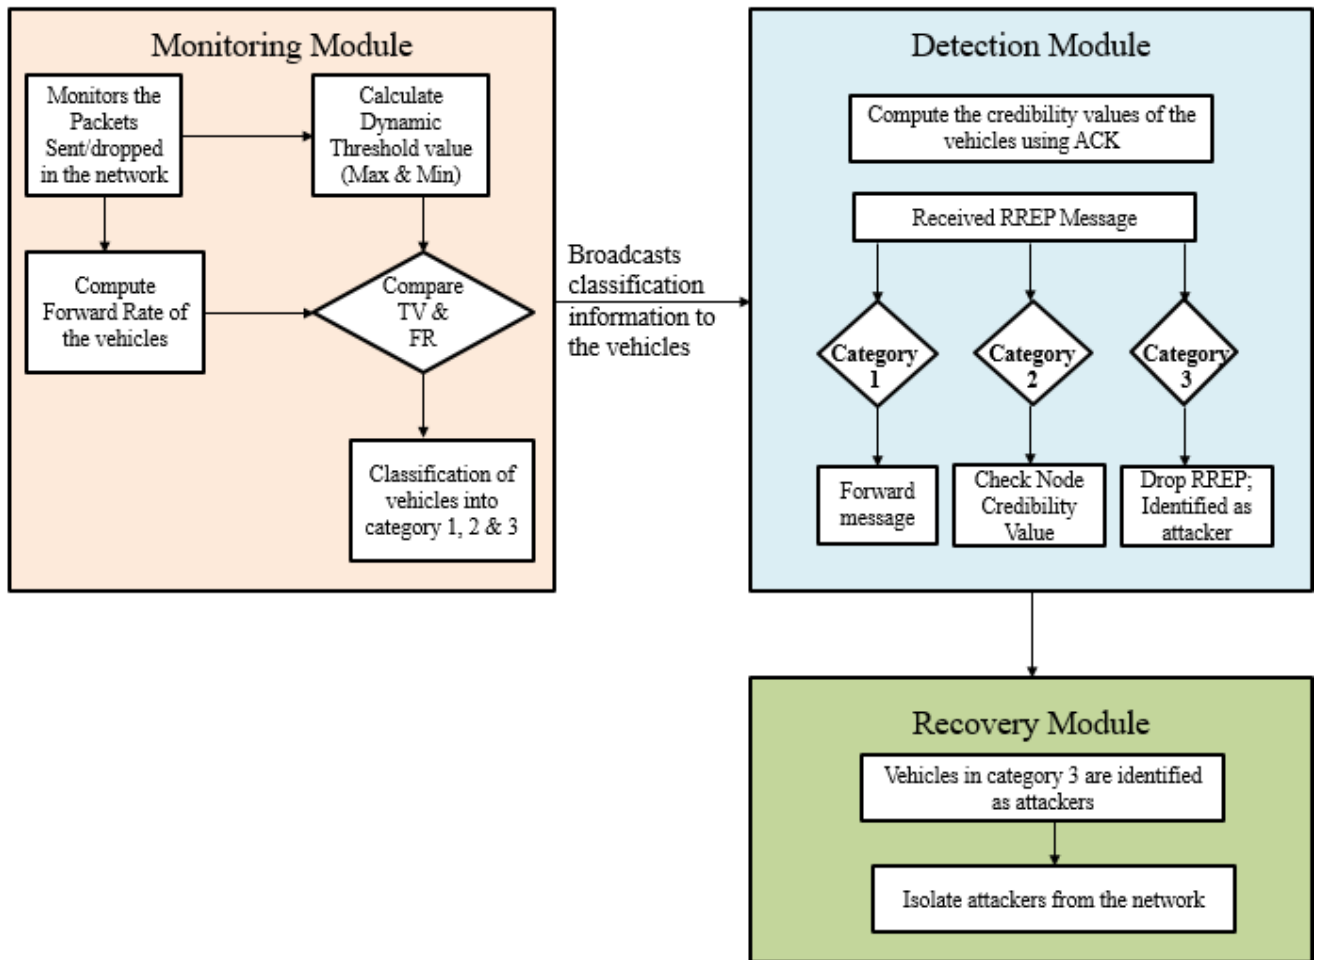 Monitoring Module
Monitors the
Packets
Sent/dropped
in the network
Calculate
Dynamic
Threshold value
(Max & Min)
Compute
Forward Rate of
the vehicles
Compare
TV &
FR
Classification of
vehicles into
category 1, 2 & 3
Broadcasts
classification
information to
the vehicles
Detection Module
Compute the credibility values of the
vehicles using ACK
Received RREP Message
Category
1
Category
2
Category
3
Forward
message
Check Node
Credibility
Value
Drop RREP;
Identified as
attacker
Recovery Module
Vehicles in category 3 are identified
as attackers
Isolate attackers from the network